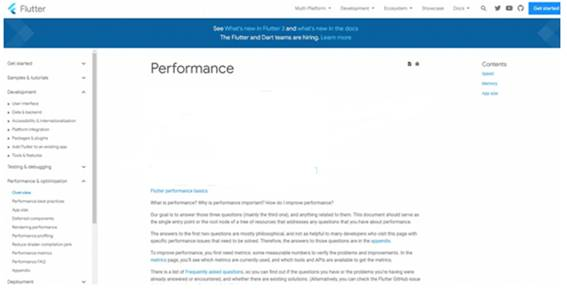 Flutter
Multi-Platform
Development
Ecosystem
Showcase
Docs
Get started
See What's new in Flutter 3 and what's new in the docs
The Flutter and Dart teams are hiring. Learn more
Get started
Samples & tutorials
Development
User interface
Data & backend
Accessibility & internationalization
Platform integration
Packages & plugins
Add Flutter to an existing app
Tools & features
Testing & debugging
Performance & optimization
Overview
Performance best practices
App size
Deferred components
Rendering performance
Performance profiling
Reduce shader compilation jank
Performance metrics
Performance FAQ
Appendix
Deployment
Performance
Flutter performance basics
What is performance? Why is performance important? How do I improve performance?
Our goal is to answer those three questions (mainly the third one), and anything related to them. This document should serve as
the single entry point or the root node of a tree of resources that addresses any questions that you have about performance.
The answers to the first two questions are mostly philosophical, and not as helpful to many developers who visit this page with
specific performance issues that need to be solved. Therefore, the answers to those questions are in the appendix.
To improve performance, you first need metrics: some measurable numbers to verify the problems and improvements. In the
metrics page, you'll see which metrics are currently used, and which tools and APIs are available to get the metrics.
There is a list of Frequently asked questions, so you can find out if the questions you have or the problems you're having were
already answered or encountered, and whether there are existing solutions. (Alternatively, you can check the Flutter GitHub issue
Contents
Speed
Memory
App size